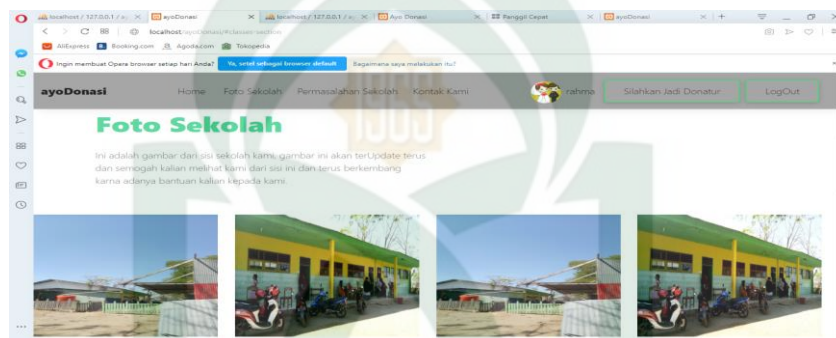 localhost / 127.0.0.1 / ay
ayoDonasi
localhost / 127.0.0.1 / ay
Ayo Donasi
Panggil Cepat
ayoDonasi
localhost/ayoDonasi/#classes-section
AliExpress
Booking.com
Agoda.com
Tokopedia
Ingin membuat Opera browser setiap hari Anda?
Ya, setel sebagai browser default
Bagaimana saya melakukan itu?
ayoDonasi
Home
Foto Sekolah
Permasalahan Sekolah
Kontak Kami
rahma
Silahkan Jadi Donatur
LogOut
1965
Foto Sekolah
Ini adalah gambar dari sisi sekolah kami, gambar ini akan terUpdate terus
dan semogah kalian melihat kami dari sisi ini dan terus berkembang
karna adanya bantuan kalian kepada kami.